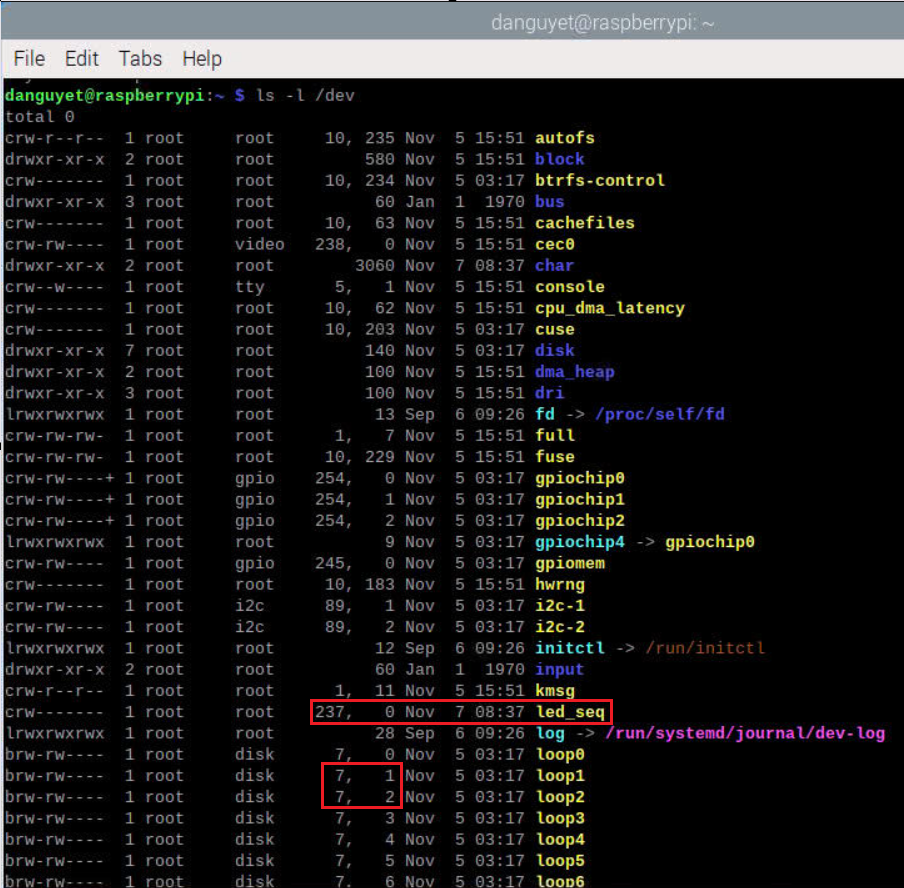 danguyet@raspberrypi: ~
File Edit Tabs Help
danguyet@raspberrypi:~ $ ls -l /dev
total 0
crw-r--r-- 1 root root 10, 235 Nov 5 15:51 autofs
drwxr-xr-x 2 root root 580 Nov 5 15:51 block
crw------- 1 root root 10, 234 Nov 5 03:17 btrfs-control
drwxr-xr-x 3 root root 60 Jan 1 1970 bus
crw------- 1 root root 10, 63 Nov 5 15:51 cachefiles
crw-rw---- 1 root video 238, 0 Nov 5 15:51 cec0
drwxr-xr-x 2 root root 3060 Nov 7 08:37 char
crw--w---- 1 root tty 5, 1 Nov 5 15:51 console
crw------- 1 root root 10, 62 Nov 5 15:51 cpu_dma_latency
crw------- 1 root root 10, 203 Nov 5 03:17 cuse
drwxr-xr-x 7 root root 140 Nov 5 03:17 disk
drwxr-xr-x 2 root root 100 Nov 5 15:51 dma_heap
drwxr-xr-x 3 root root 100 Nov 5 15:51 dri
lrwxrwxrwx 1 root root 13 Sep 6 09:26 fd -> /proc/self/fd
crw-rw-rw- 1 root root 1, 7 Nov 5 15:51 full
crw-rw-rw- 1 root root 10, 229 Nov 5 15:51 fuse
crw-rw----+ 1 root gpio 254, 0 Nov 5 03:17 gpiochip0
crw-rw----+ 1 root gpio 254, 1 Nov 5 03:17 gpiochip1
crw-rw----+ 1 root gpio 254, 2 Nov 5 03:17 gpiochip2
lrwxrwxrwx 1 root root 9 Nov 5 03:17 gpiochip4 -> gpiochip0
crw-rw---- 1 root gpio 245, 0 Nov 5 03:17 gpiomem
crw------- 1 root root 10, 183 Nov 5 15:51 hwrng
crw-rw---- 1 root i2c 89, 1 Nov 5 03:17 i2c-1
crw-rw---- 1 root i2c 89, 2 Nov 5 03:17 i2c-2
lrwxrwxrwx 1 root root 12 Sep 6 09:26 initctl -> /run/initctl
drwxr-xr-x 2 root root 60 Jan 1 1970 input
crw-r--r-- 1 root root 1, 11 Nov 5 15:51 kmsg
crw------- 1 root root 237, 0 Nov 7 08:37 led_seq
lrwxrwxrwx 1 root root 28 Sep 6 09:26 log -> /run/systemd/journal/dev-log
brw-rw---- 1 root disk 7, 0 Nov 5 03:17 loop0
brw-rw---- 1 root disk 7, 1 Nov 5 03:17 loop1
brw-rw---- 1 root disk 7, 2 Nov 5 03:17 loop2
brw-rw---- 1 root disk 7, 3 Nov 5 03:17 loop3
brw-rw---- 1 root disk 7, 4 Nov 5 03:17 loop4
brw-rw---- 1 root disk 7, 5 Nov 5 03:17 loop5
brw-rw---- 1 root disk 7, 6 Nov 5 03:17 loop6